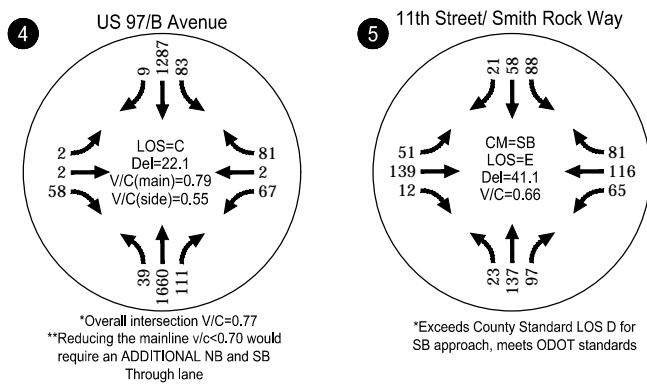 4
US 97/B Avenue
9
1287
83
2
2
58
LOS=C
Del=22.1
V/C(main)=0.79
V/C(side)=0.55
81
2
67
39
1660
111
*Overall intersection V/C=0.77
**Reducing the mainline v/c<0.70 would
require an ADDITIONAL NB and SB
Through lane
5
11th Street/ Smith Rock Way
21
58
88
51
139
12
CM=SB
LOS=E
Del=41.1
V/C=0.66
81
116
65
23
137
97
*Exceeds County Standard LOS D for
SB approach, meets ODOT standards